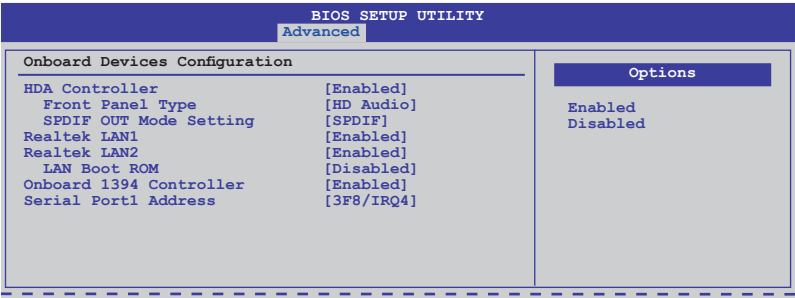 BIOS SETUP UTILITY
Advanced
Onboard Devices Configuration
HDA Controller [Enabled]
Front Panel Type [HD Audio]
SPDIF OUT Mode Setting [SPDIF]
Realtek LAN1 [Enabled]
Realtek LAN2 [Enabled]
LAN Boot ROM [Disabled]
Onboard 1394 Controller [Enabled]
Serial Port1 Address [3F8/IRQ4]
Options
Enabled
Disabled